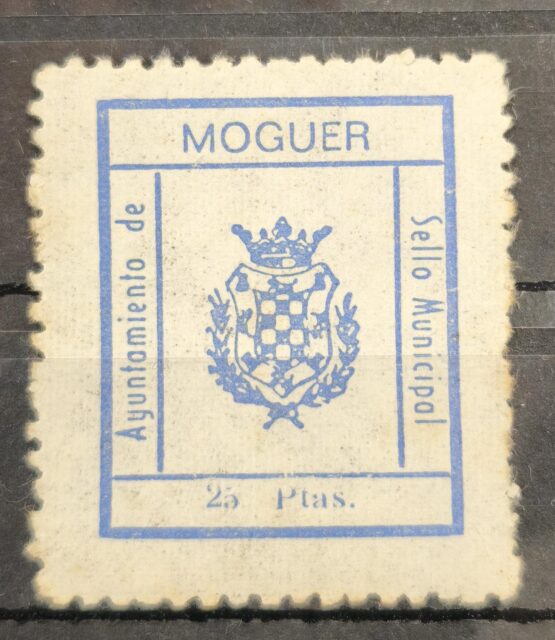 MOGUER
Ayuntamiento de
Sello Municipal
25 Ptas.